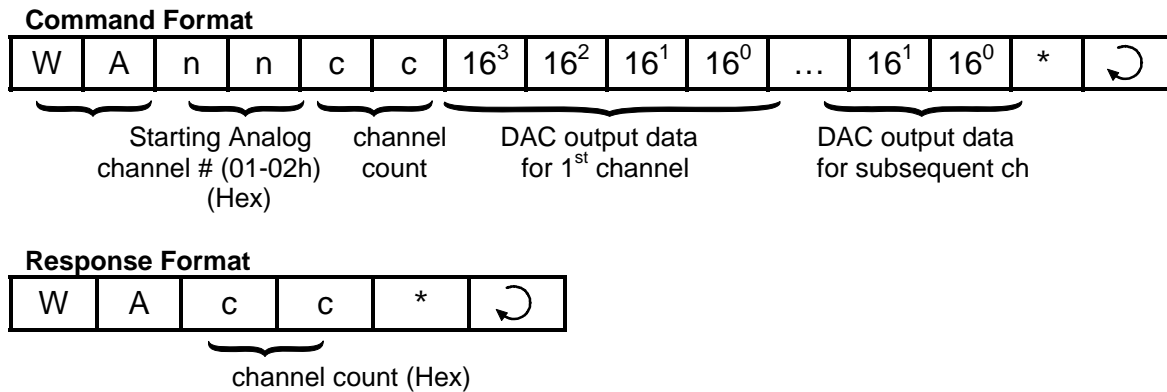 Command Format
W A n n c c 16³ 16² 16¹ 16⁰ … 16¹ 16⁰ *
Starting Analog channel DAC output data DAC output data
channel # (01-02h) count for 1st channel for subsequent ch
(Hex)
Response Format
W A c c *
channel count (Hex)